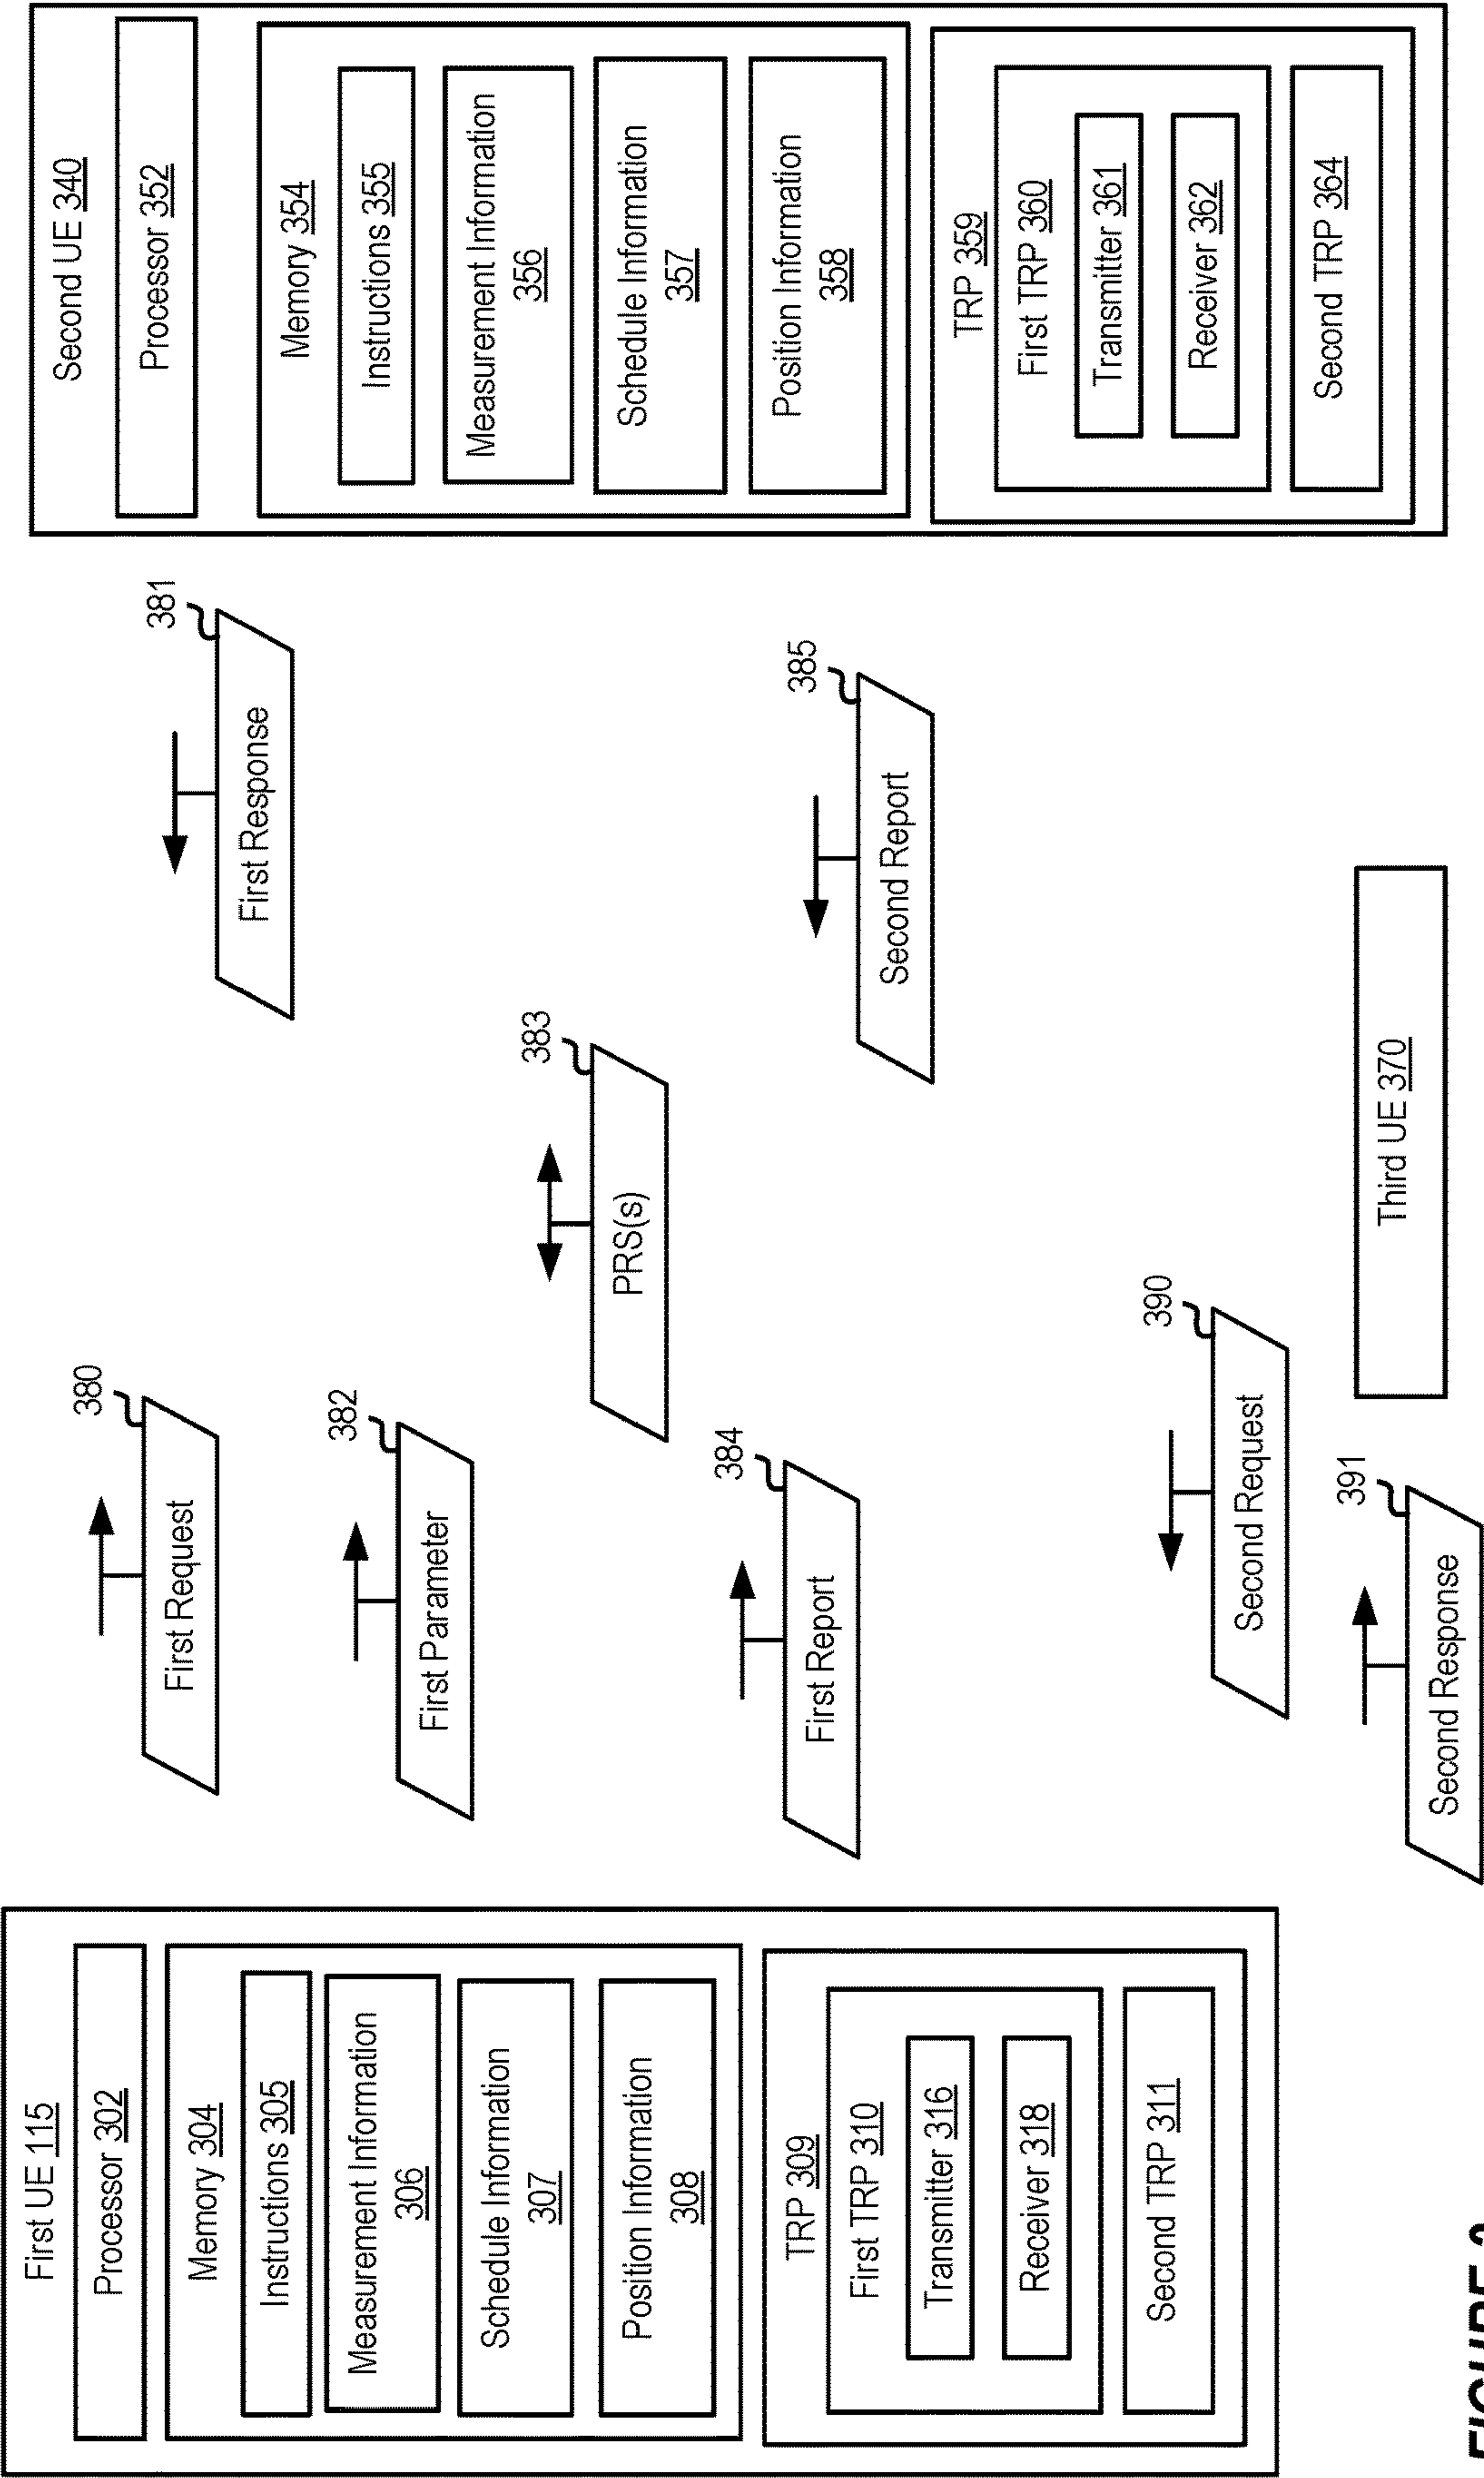 First UE 115
Processor 302
Memory 304
Instructions 305
Measurement Information
306
Schedule Information
307
Position Information
308
TRP 309
First TRP 310
Transmitter 316
Receiver 318
Second TRP 311
380
First Request
382
First Parameter
384
First Report
383
PRS(s)
381
First Response
385
Second Report
390
Second Request
391
Second Response
Third UE 370
Second UE 340
Processor 352
Memory 354
Instructions 355
Measurement Information
356
Schedule Information
357
Position Information
358
TRP 359
First TRP 360
Transmitter 361
Receiver 362
Second TRP 364
FIGURE